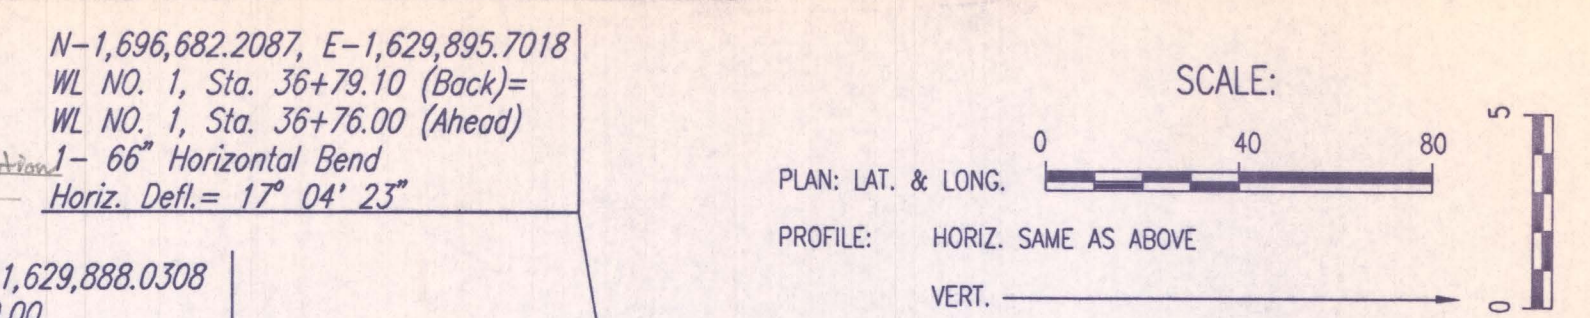 N-1,696,682.2087, E-1,629,895.7018
WL NO. 1, Sta. 36+79.10 (Back)=
WL NO. 1, Sta. 36+76.00 (Ahead)
1- 66" Horizontal Bend
Horiz. Defl.= 17° 04' 23"
1,629,888.0308
SCALE:
0 40 80
PLAN: LAT. & LONG.
PROFILE: HORIZ. SAME AS ABOVE
VERT.
5
0